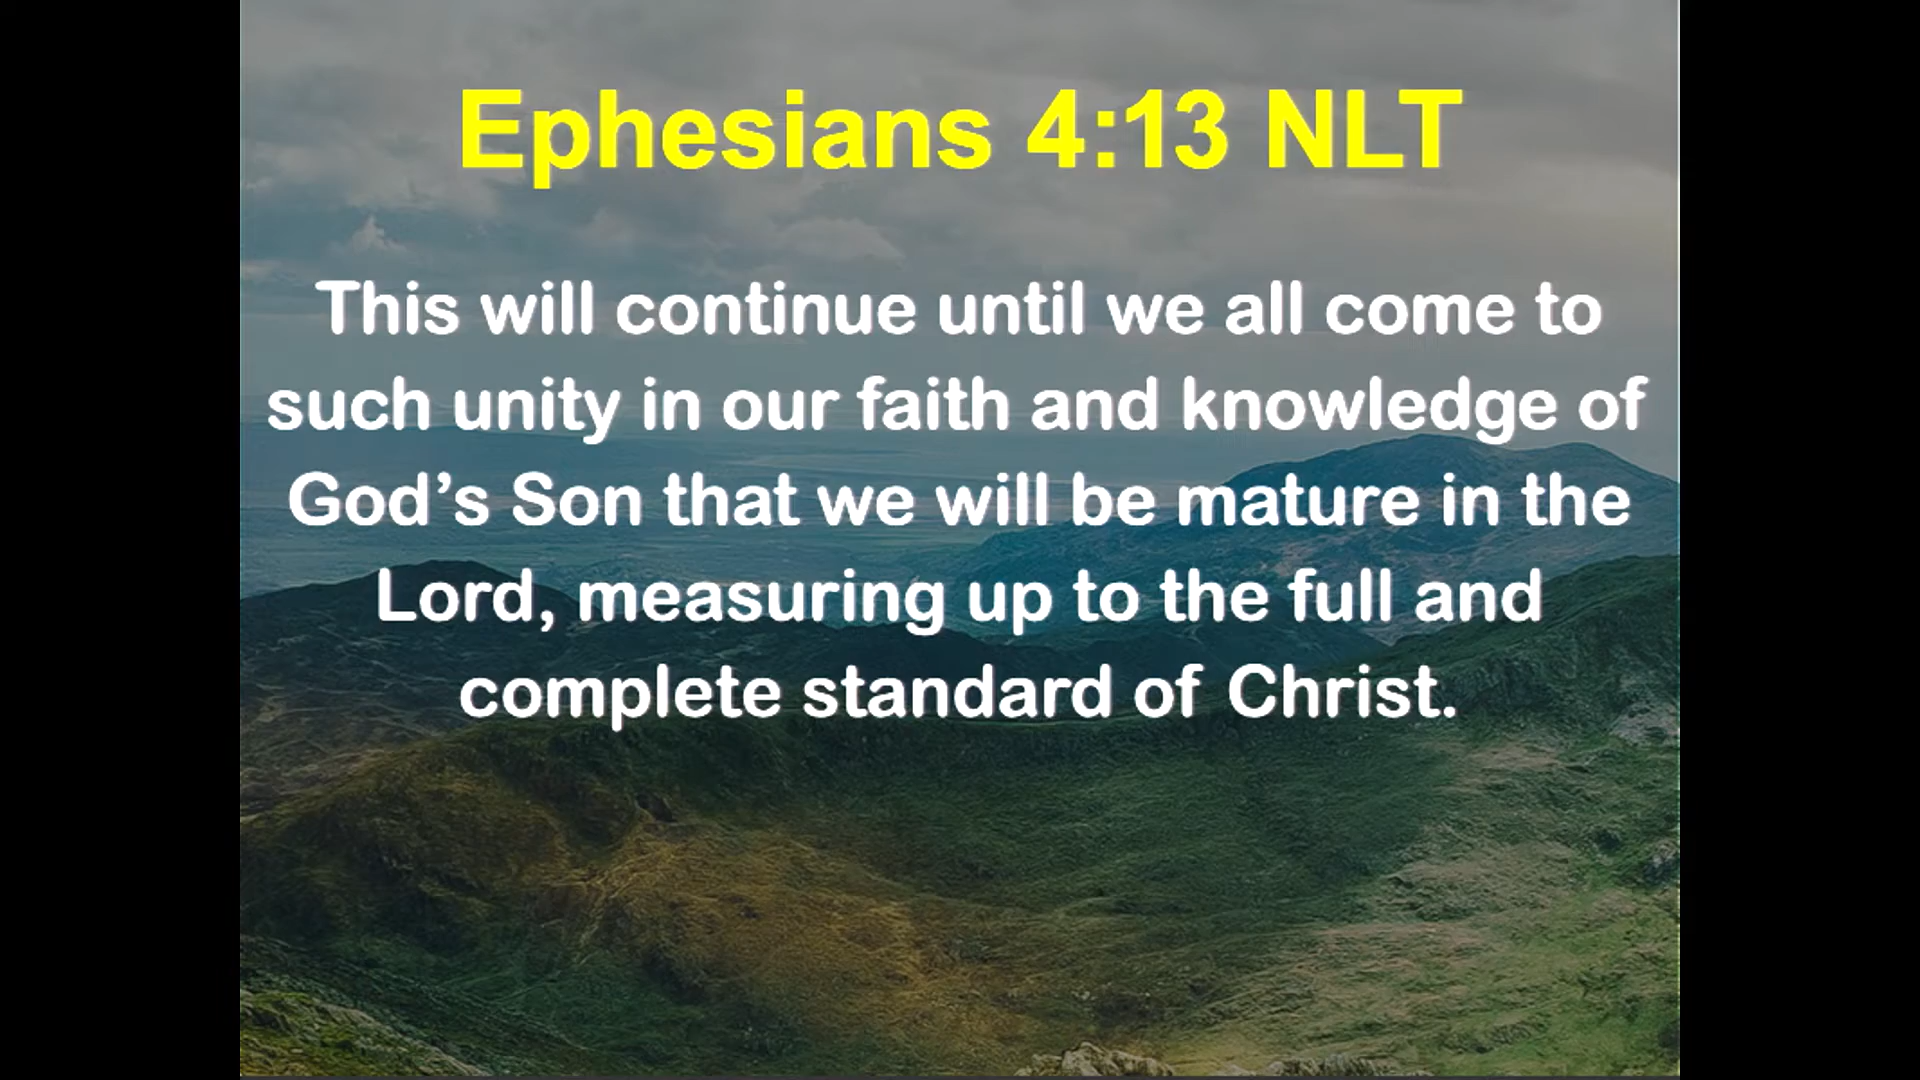 Ephesians 4:13 NLT
This will continue until we all come to
such unity in our faith and knowledge of
God’s Son that we will be mature in the
Lord, measuring up to the full and
complete standard of Christ.